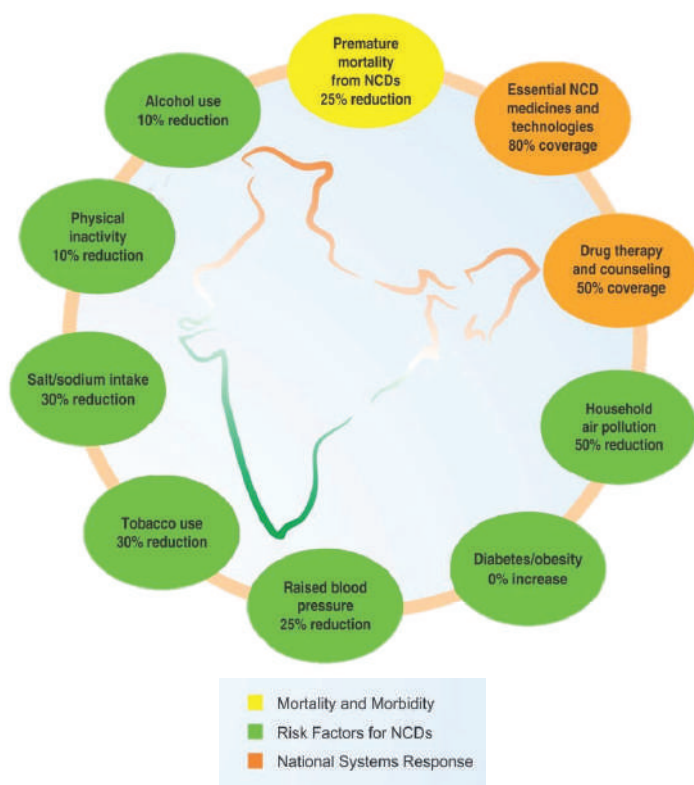 Premature
mortality
from NCDs
25% reduction
Essential NCD
medicines and
technologies
80% coverage
Drug therapy
and counseling
50% coverage
Household
air pollution
50% reduction
Diabetes/obesity
0% increase
Raised blood
pressure
25% reduction
Tobacco use
30% reduction
Salt/sodium intake
30% reduction
Physical
inactivity
10% reduction
Alcohol use
10% reduction
Mortality and Morbidity
Risk Factors for NCDs
National Systems Response